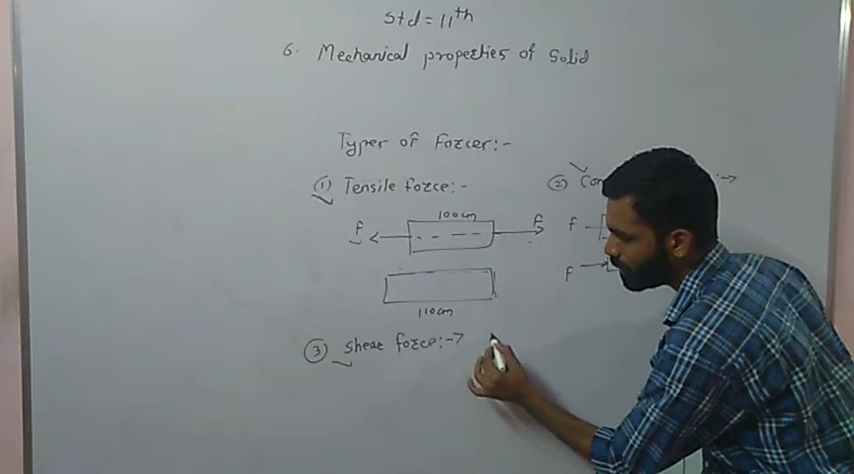 Std = 11th
6. Mechanical properties of Solid
Types of Forces:-
① Tensile force:-
100cm
F F
110cm
② Con
F
F
③ Shear force:→